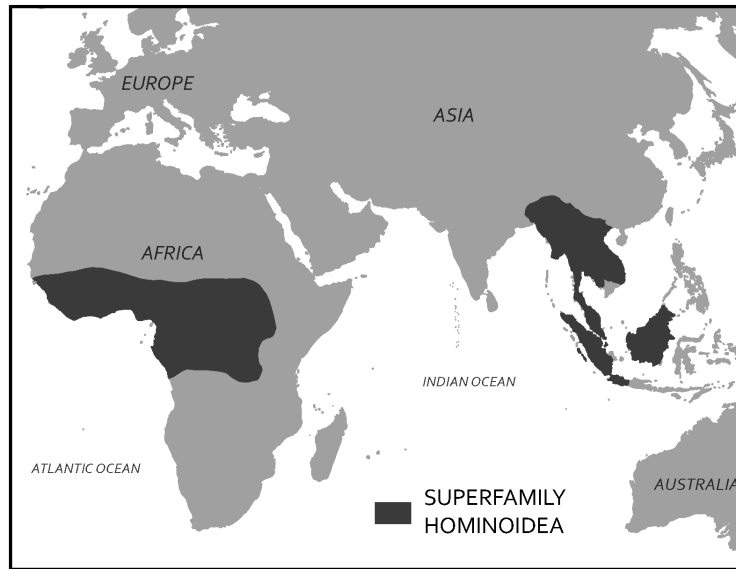 EUROPE
ASIA
AFRICA
INDIAN OCEAN
ATLANTIC OCEAN
AUSTRALIA
SUPERFAMILY
HOMINOIDEA